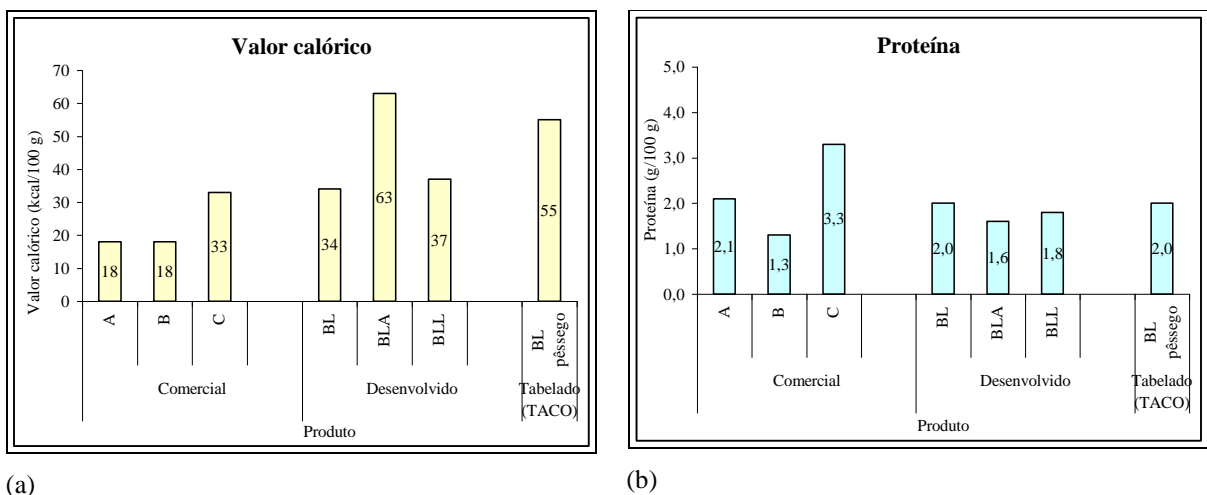 Valor calórico
Valor calórico (kcal/100 g)
70
60
50
40
30
20
10
0
18
18
33
34
63
37
55
A
B
C
BL
BLA
BLL
BL
pêssego
Comercial
Desenvolvido
Tabelado
(TACO)
Produto
(a)
Proteína
Proteína (g/100 g)
5,0
4,0
3,0
2,0
1,0
0,0
2,1
1,3
3,3
2,0
1,6
1,8
2,0
A
B
C
BL
BLA
BLL
BL
pêssego
Comercial
Desenvolvido
Tabelado
(TACO)
Produto
(b)